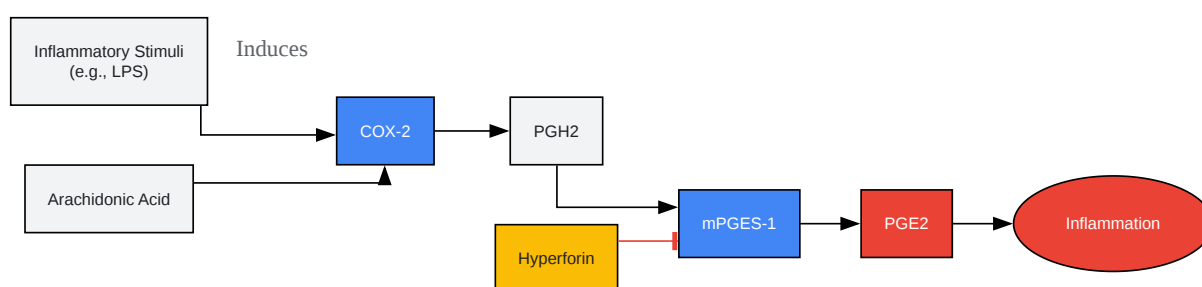 Inflammatory Stimuli
(e.g., LPS)
Induces
COX-2
PGH2
Arachidonic Acid
mPGES-1
PGE2
Inflammation
Hyperforin